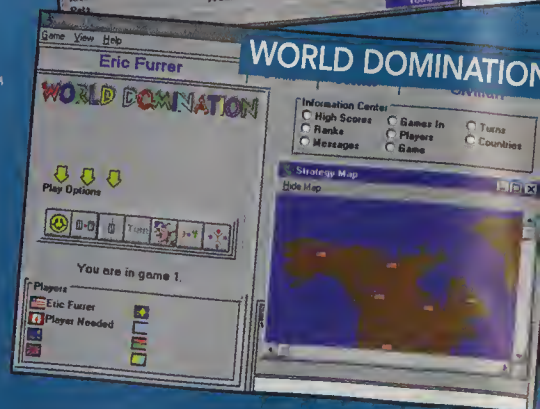 Game View Help
Eric Furrer
WORLD DOMINATION
WORLD DOMINATION
Play Options
Turn
You are in game 1.
Players
Eric Furrer
Player Needed
Information Center
High Scores
Games In
Turns
Ranks
Players
Countries
Messages
Game
Strategy Map
Hide Map